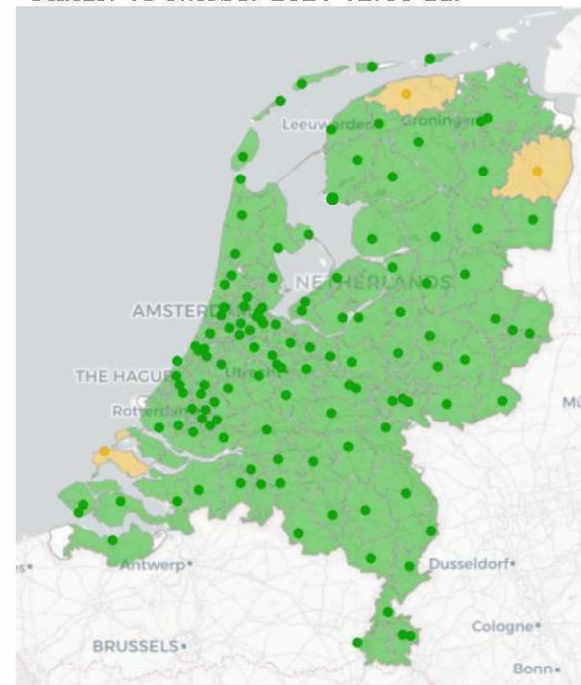 Leeuwarden
Groningen
NETHERLANDS
AMSTERDAM
THE HAGUE
Utrecht
Rotterdam
Antwerp
Dusseldorf
BRUSSELS
Cologne
Bonn